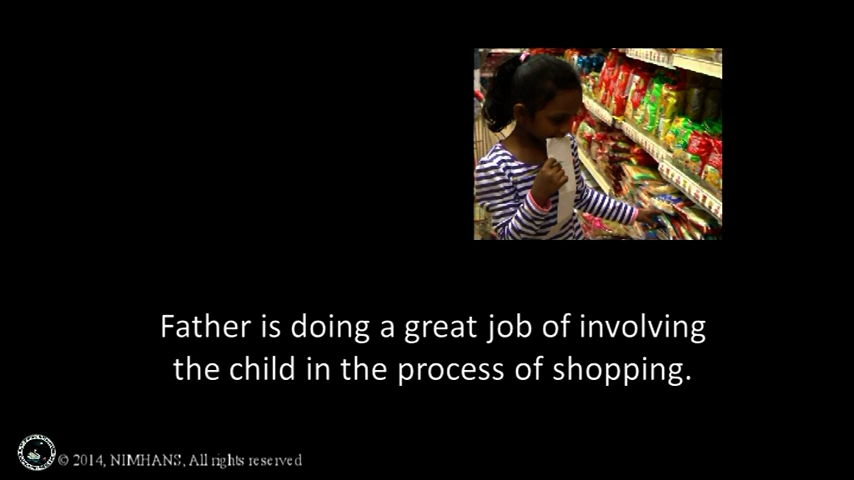 Father is doing a great job of involving
the child in the process of shopping.
© 2014, NIMHANS, All rights reserved